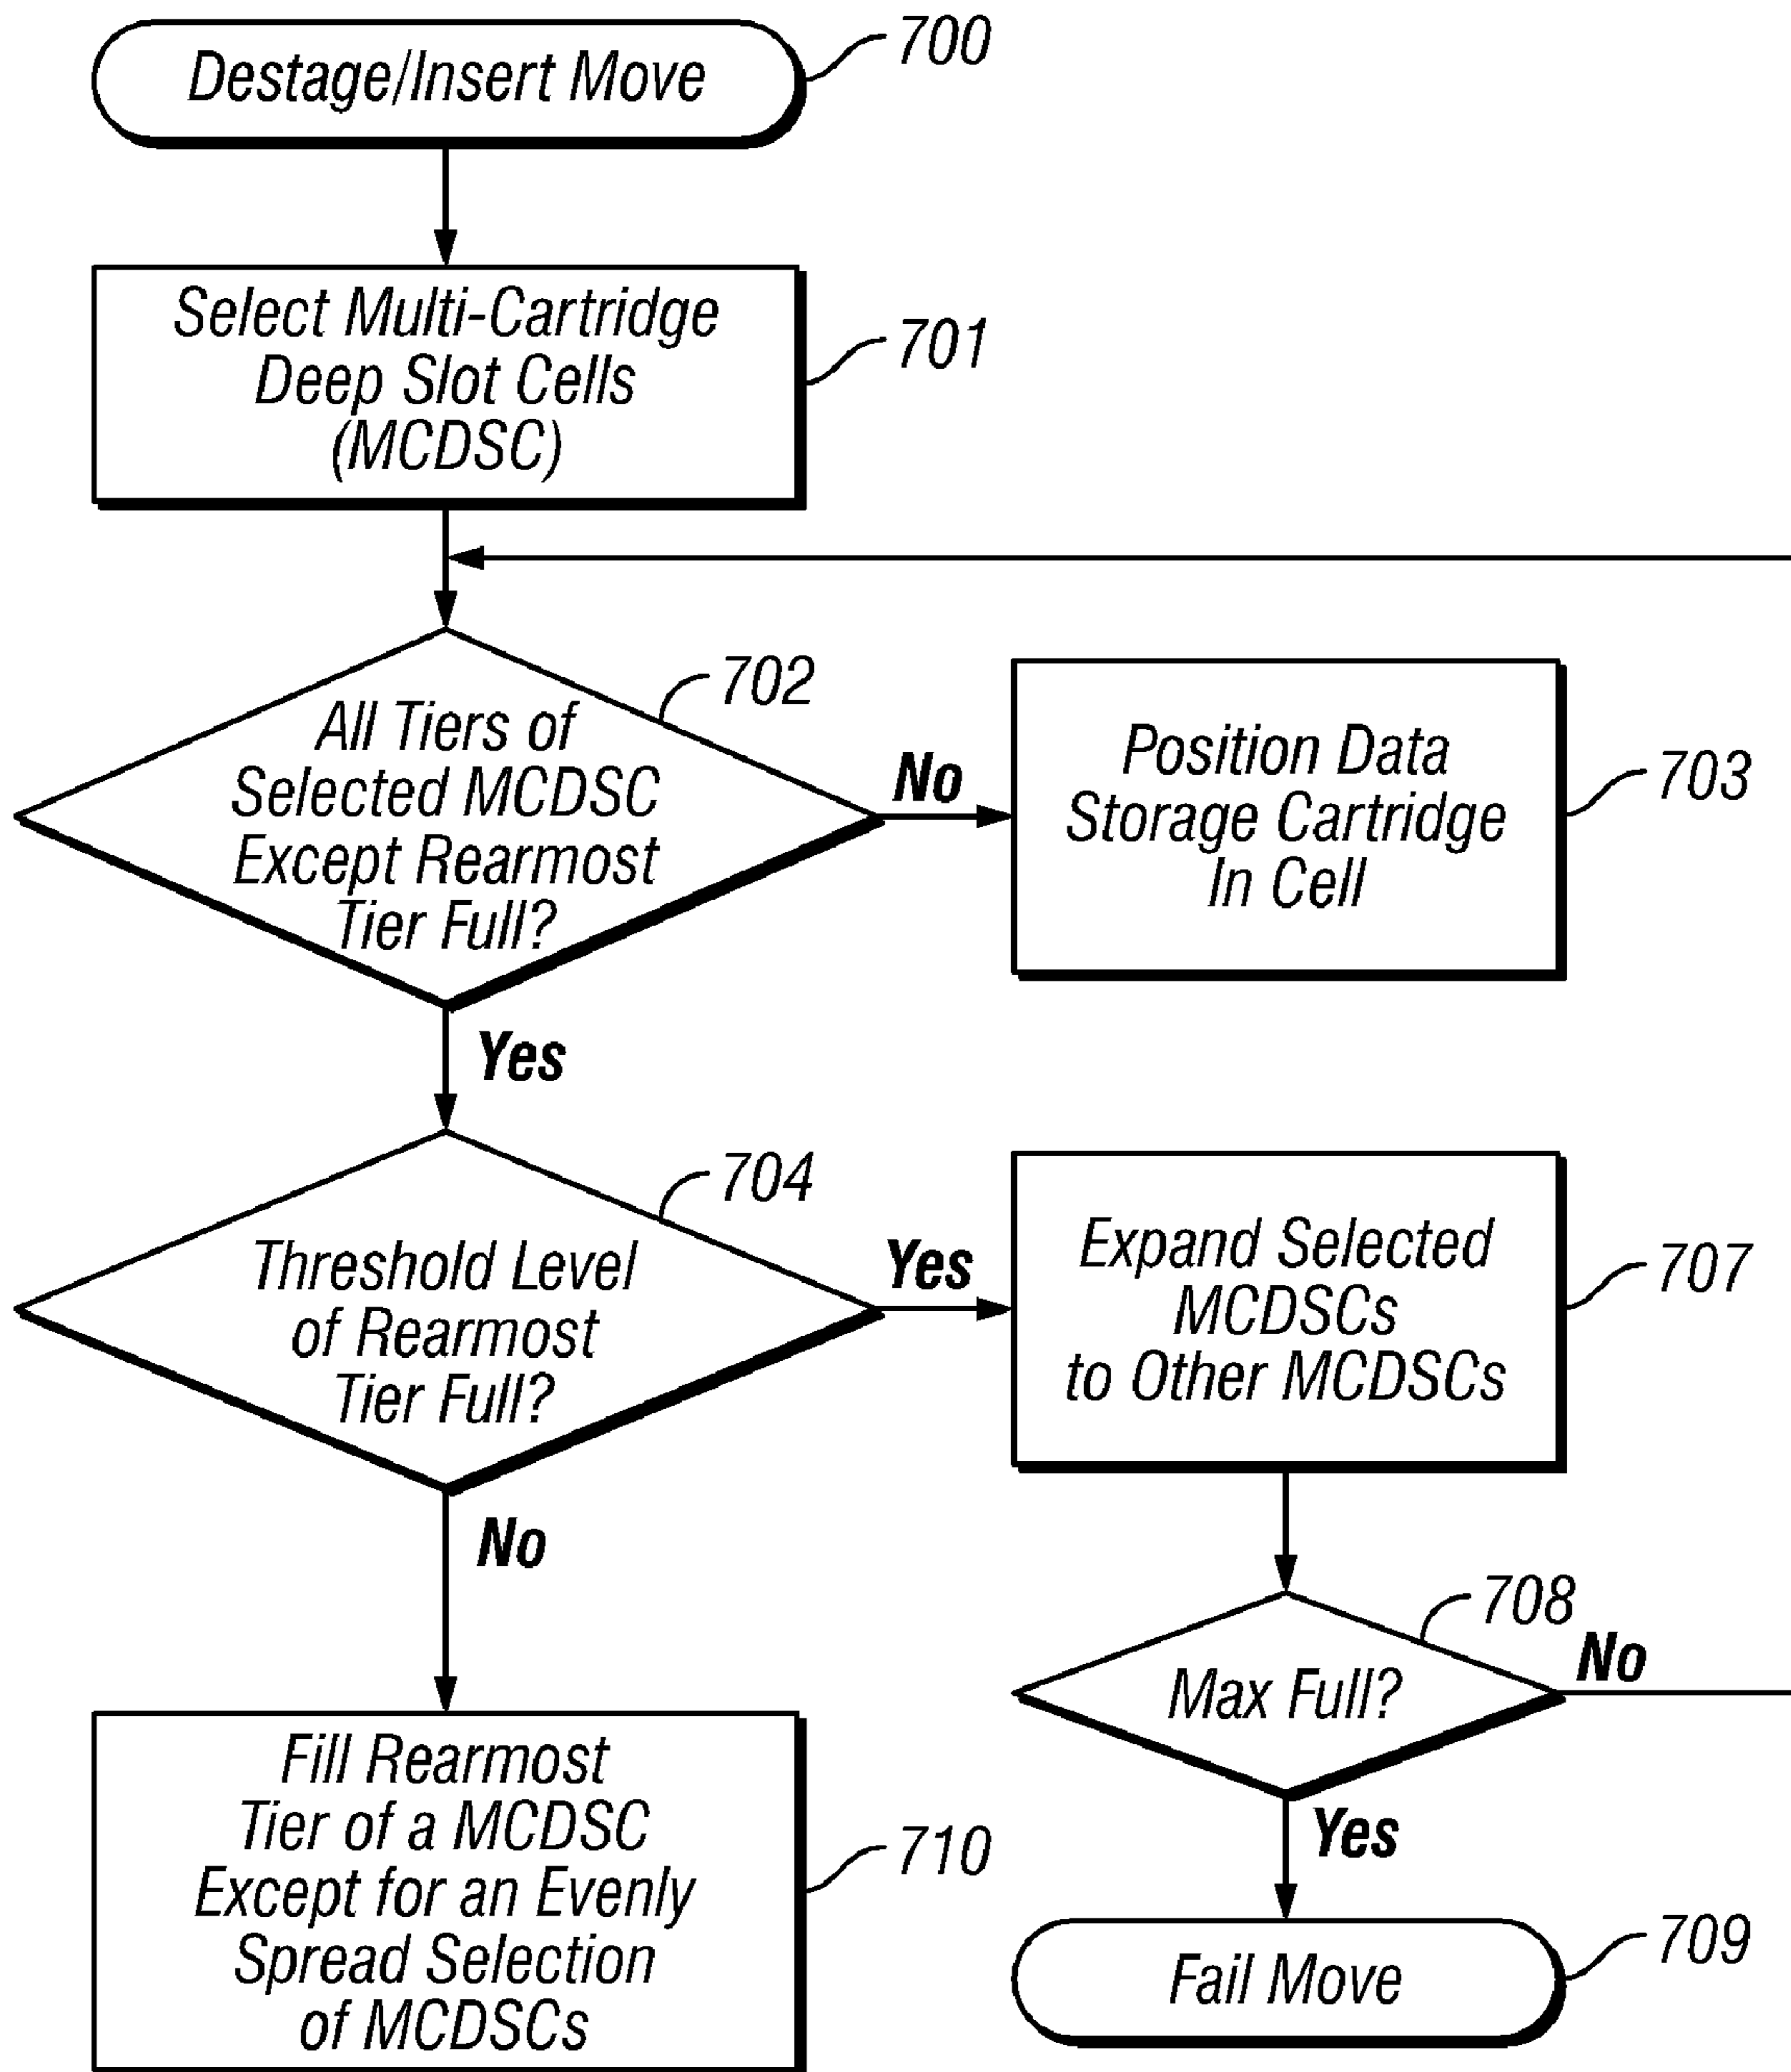 Destage/Insert Move
700
Select Multi-Cartridge
Deep Slot Cells
(MCDSC)
701
All Tiers of
Selected MCDSC
Except Rearmost
Tier Full?
702
No
Position Data
Storage Cartridge
In Cell
703
Yes
Threshold Level
of Rearmost
Tier Full?
704
Yes
Expand Selected
MCDSCs
to Other MCDSCs
707
No
Max Full?
708
No
Yes
Fill Rearmost
Tier of a MCDSC
Except for an Evenly
Spread Selection
of MCDSCs
710
Fail Move
709